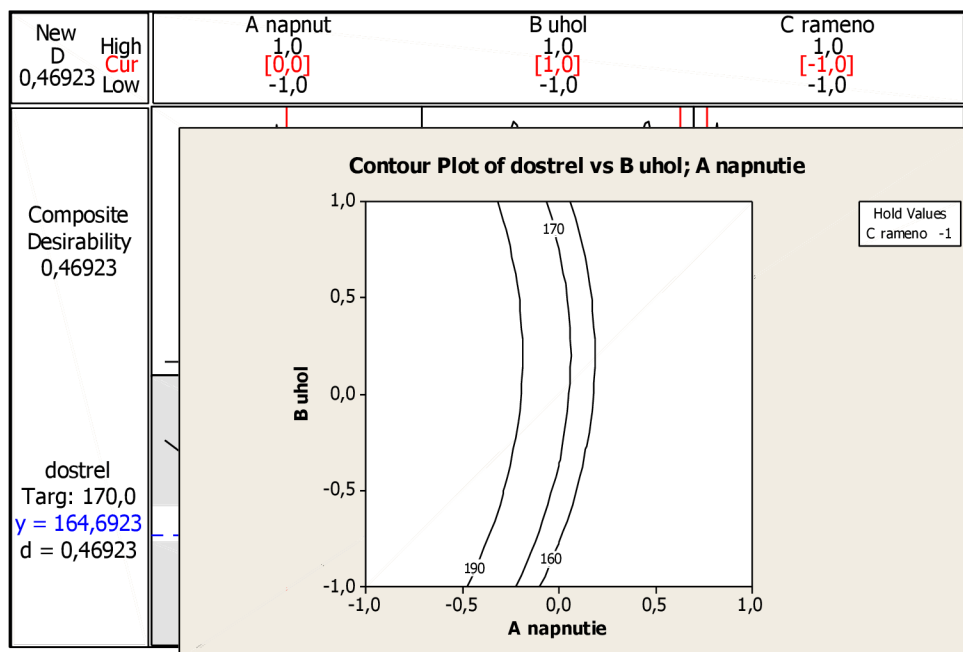 New
D
0,46923
High
Cur
Low
A napnut
1,0
[0,0]
-1,0
B uhol
1,0
[1,0]
-1,0
C rameno
1,0
[-1,0]
-1,0
Composite
Desirability
0,46923
dostrel
Targ: 170,0
y = 164,6923
d = 0,46923
Contour Plot of dostrel vs B uhol; A napnutie
Hold Values
C rameno -1
B uhol
1,0
0,5
0,0
-0,5
-1,0
170
190
160
-1,0 -0,5 0,0 0,5 1,0
A napnutie